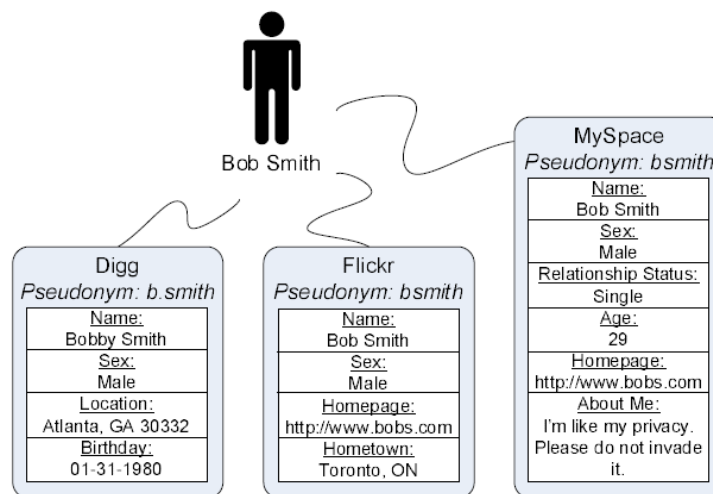 Bob Smith
Digg
Pseudonym: b.smith
Name:
Bobby Smith
Sex:
Male
Location:
Atlanta, GA 30332
Birthday:
01-31-1980
Flickr
Pseudonym: bsmith
Name:
Bob Smith
Sex:
Male
Homepage:
http://www.bobs.com
Hometown:
Toronto, ON
MySpace
Pseudonym: bsmith
Name:
Bob Smith
Sex:
Male
Relationship Status:
Single
Age:
29
Homepage:
http://www.bobs.com
About Me:
I'm like my privacy.
Please do not invade
it.